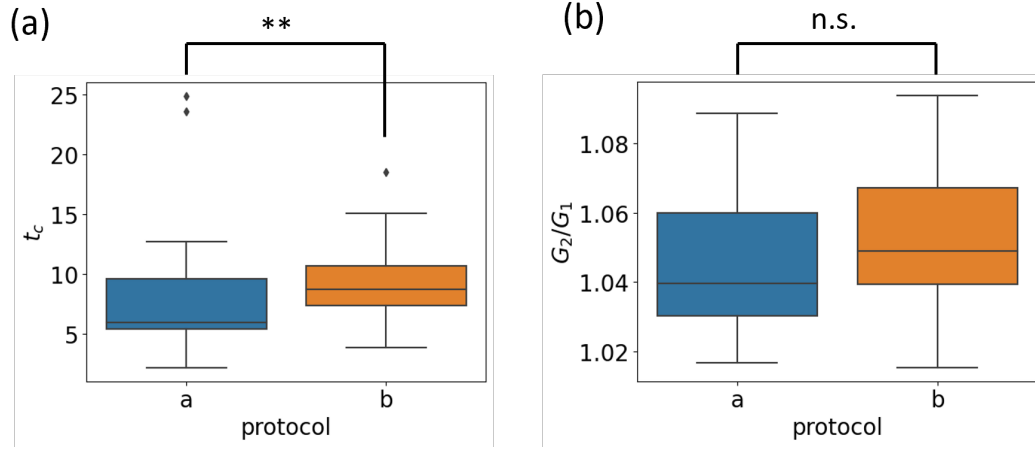 (a)
**
25
20
15
10
5
t_c
a
b
protocol
(b)
n.s.
1.08
1.06
1.04
1.02
G_2/G_1
a
b
protocol